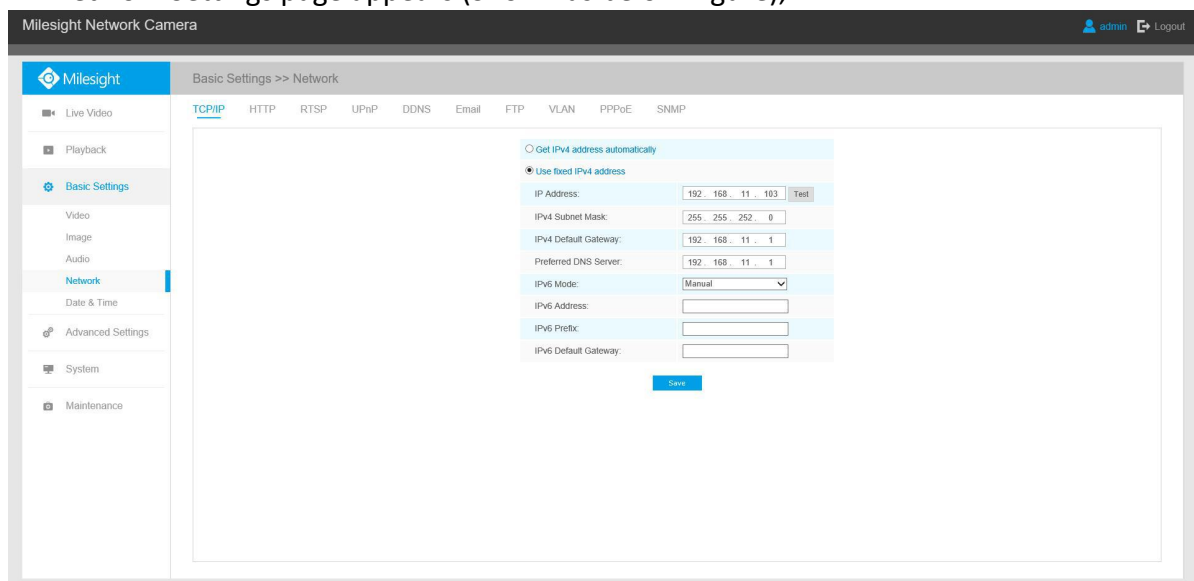 Milesight Network Camera
admin Logout
Milesight
Basic Settings >> Network
Live Video
Playback
Basic Settings
Video
Image
Audio
Network
Date & Time
Advanced Settings
System
Maintenance
TCP/IP HTTP RTSP UPnP DDNS Email FTP VLAN PPPoE SNMP
Get IPv4 address automatically
Use fixed IPv4 address
IP Address: 192. 168. 11 . 103 Test
IPv4 Subnet Mask: 255. 255. 252. 0
IPv4 Default Gateway: 192. 168. 11 . 1
Preferred DNS Server: 192. 168. 11 . 1
IPv6 Mode: Manual
IPv6 Address:
IPv6 Prefix:
IPv6 Default Gateway:
Save